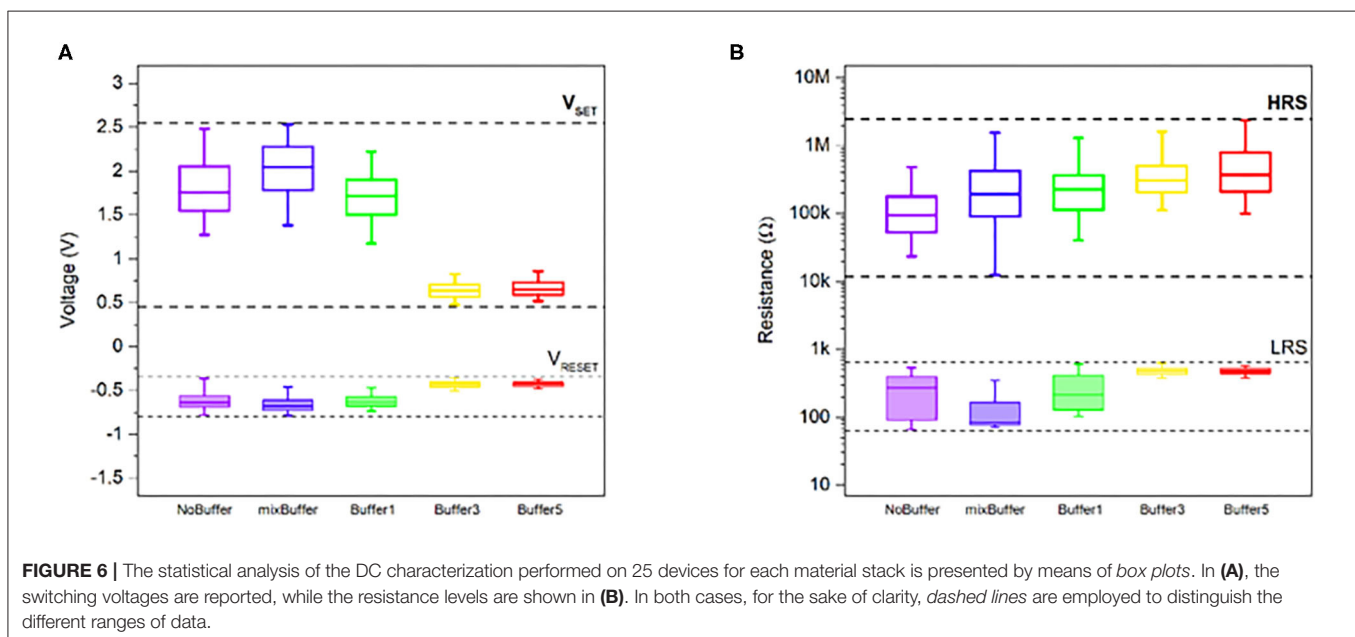 A
3
2.5
2
1.5
1
0.5
0
-0.5
-1
-1.5
Voltage (V)
V_SET
V_RESET
NoBuffer mixBuffer Buffer1 Buffer3 Buffer5
B
10M
1M
100k
10k
1k
100
10
Resistance (Ω)
HRS
LRS
NoBuffer mixBuffer Buffer1 Buffer3 Buffer5
FIGURE 6 | The statistical analysis of the DC characterization performed on 25 devices for each material stack is presented by means of box plots. In (A), the
switching voltages are reported, while the resistance levels are shown in (B). In both cases, for the sake of clarity, dashed lines are employed to distinguish the
different ranges of data.